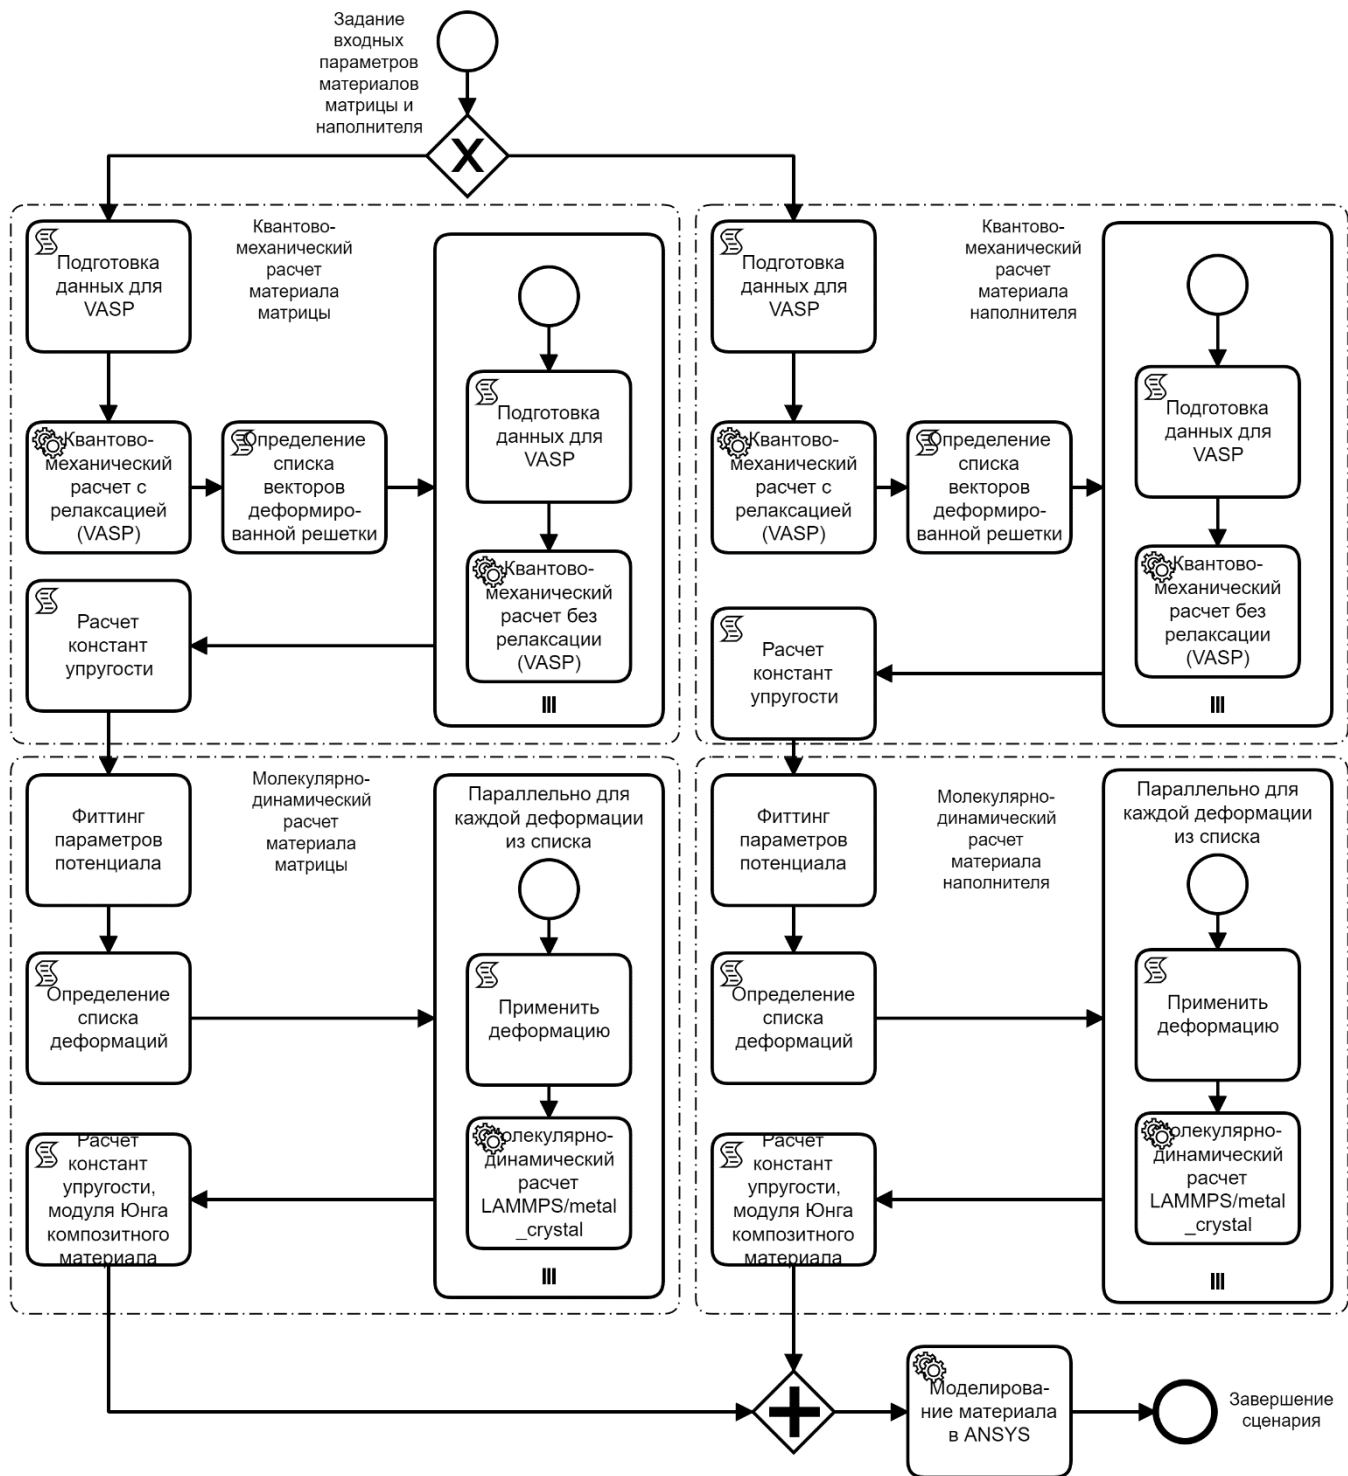 Задание
входных
параметров
материалов
матрицы и
наполнителя
X
Подготовка
данных для
VASP
Квантово-
механический
расчет
материала
матрицы
Подготовка
данных для
VASP
Квантово-
механический
расчет с
релаксацией
(VASP)
Определение
списка
векторов
деформиро-
ванной решетки
Квантово-
механический
расчет без
релаксации
(VASP)
Расчет
констант
упругости
Подготовка
данных для
VASP
Квантово-
механический
расчет
материала
наполнителя
Подготовка
данных для
VASP
Квантово-
механический
расчет с
релаксацией
(VASP)
Определение
списка
векторов
деформиро-
ванной решетки
Квантово-
механический
расчет без
релаксации
(VASP)
Расчет
констант
упругости
Фиттинг
параметров
потенциала
Молекулярно-
динамический
расчет
материала
матрицы
Параллельно для
каждой деформации
из списка
Определение
списка
деформаций
Применить
деформацию
Молекулярно-
динамический
расчет
LAMMPS/metal
_crystal
Расчет
констант
упругости,
модуля Юнга
композитного
материала
Фиттинг
параметров
потенциала
Молекулярно-
динамический
расчет
материала
наполнителя
Параллельно для
каждой деформации
из списка
Определение
списка
деформаций
Применить
деформацию
Молекулярно-
динамический
расчет
LAMMPS/metal
_crystal
Расчет
констант
упругости,
модуля Юнга
композитного
материала
Моделирова-
ние материала
в ANSYS
Завершение
сценария